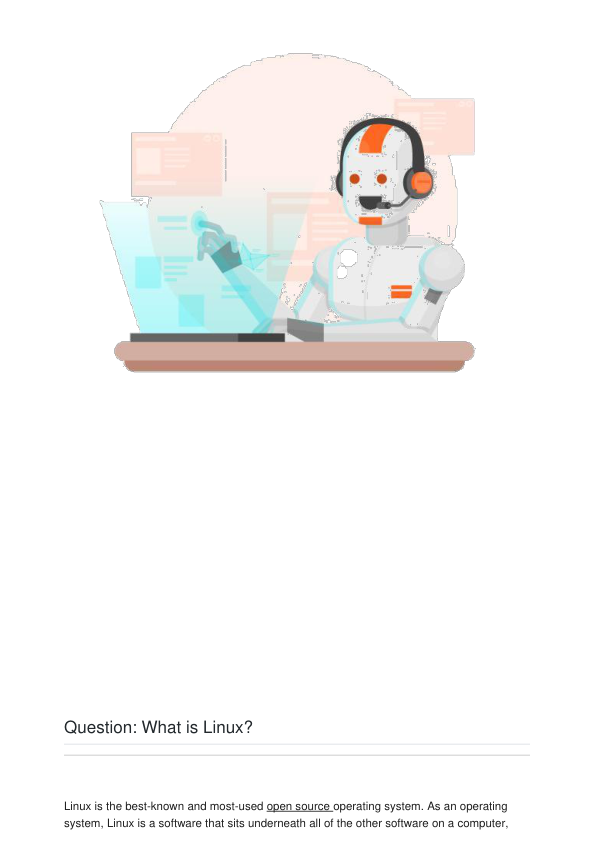 Question: What is Linux?
Linux is the best-known and most-used open source operating system. As an operating
system, Linux is a software that sits underneath all of the other software on a computer,